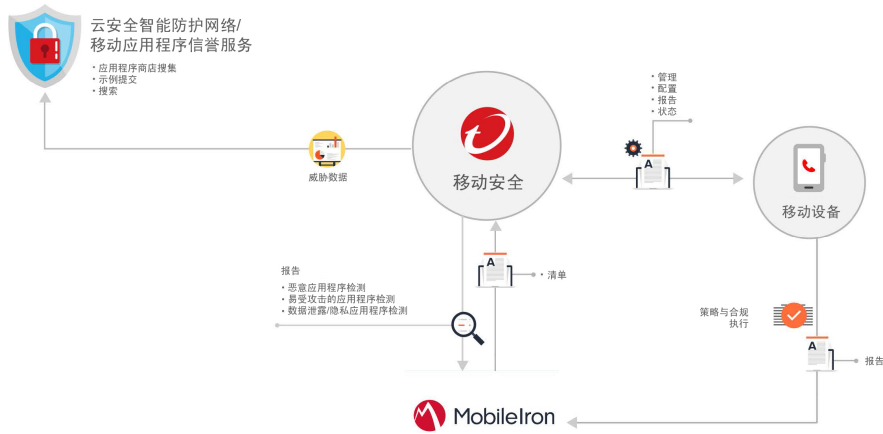 云安全智能防护网络/
移动应用程序信誉服务
・应用程序商店搜集
・示例提交
・搜索
威胁数据
移动安全
・管理
・配置
・报告
・状态
A
移动设备
报告
・恶意应用程序检测
・易受攻击的应用程序检测
・数据泄露/隐私应用程序检测
A
・清单
策略与合规
执行
A
报告
MobileIron